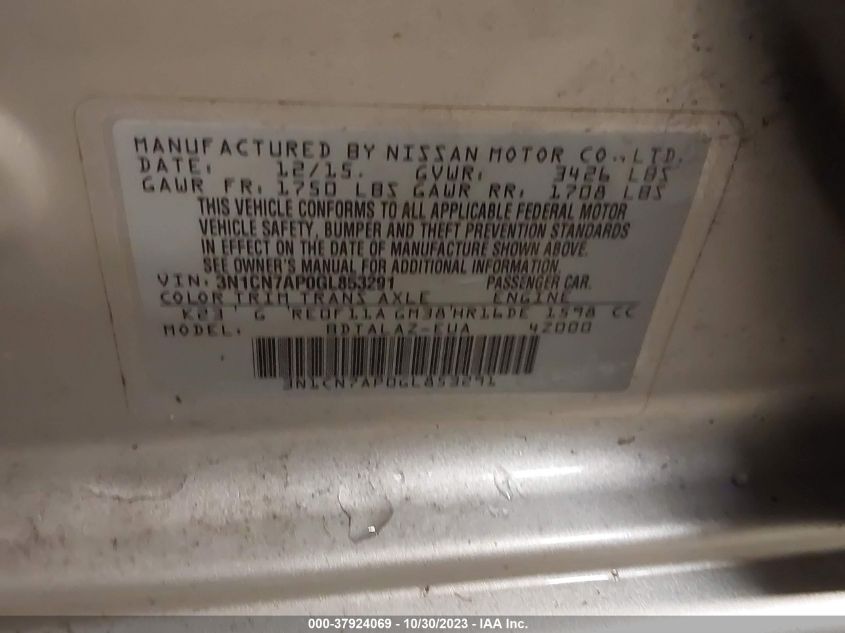 MANUFACTURED BY NISSAN MOTOR CO., LTD.
DATE: 12/15. GVWR: 3426 LBS
GAWR FR: 1750 LBS GAWR RR: 1708 LBS
THIS VEHICLE CONFORMS TO ALL APPLICABLE FEDERAL MOTOR
VEHICLE SAFETY, BUMPER AND THEFT PREVENTION STANDARDS
IN EFFECT ON THE DATE OF MANUFACTURE SHOWN ABOVE.
SEE OWNER'S MANUAL FOR ADDITIONAL INFORMATION.
VIN: 3N1CN7AP0GL853291 PASSENGER CAR.
COLOR TRIM TRANS AXLE ENGINE
K23 G RE0F11A GM38 HR16DE 1598 CC
MODEL: BDTALAZ-EUA 4Z000
3N1CN7AP0GL853291
000-37924069 - 10/30/2023 - IAA Inc.